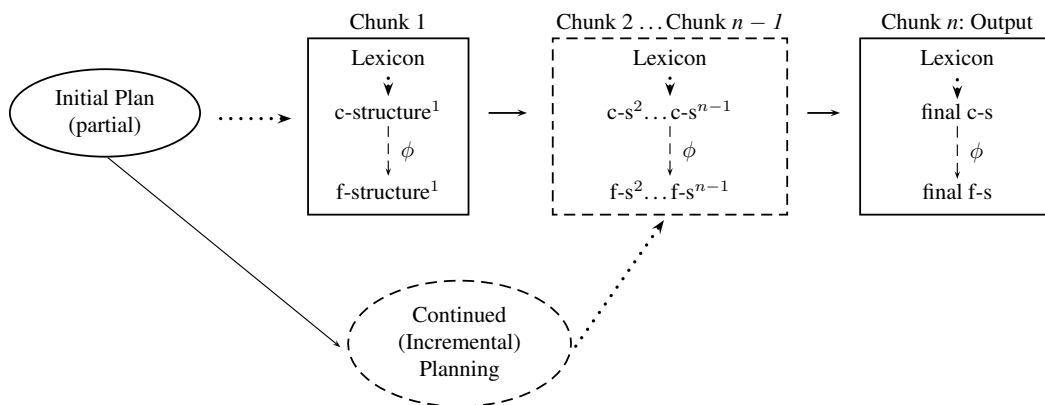 Chunk 1
Chunk 2 … Chunk n − 1
Chunk n: Output
Initial Plan
(partial)
Lexicon
c-structure¹
ϕ
f-structure¹
Lexicon
c-s²…c-sⁿ⁻¹
ϕ
f-s²…f-sⁿ⁻¹
Lexicon
final c-s
ϕ
final f-s
Continued
(Incremental)
Planning